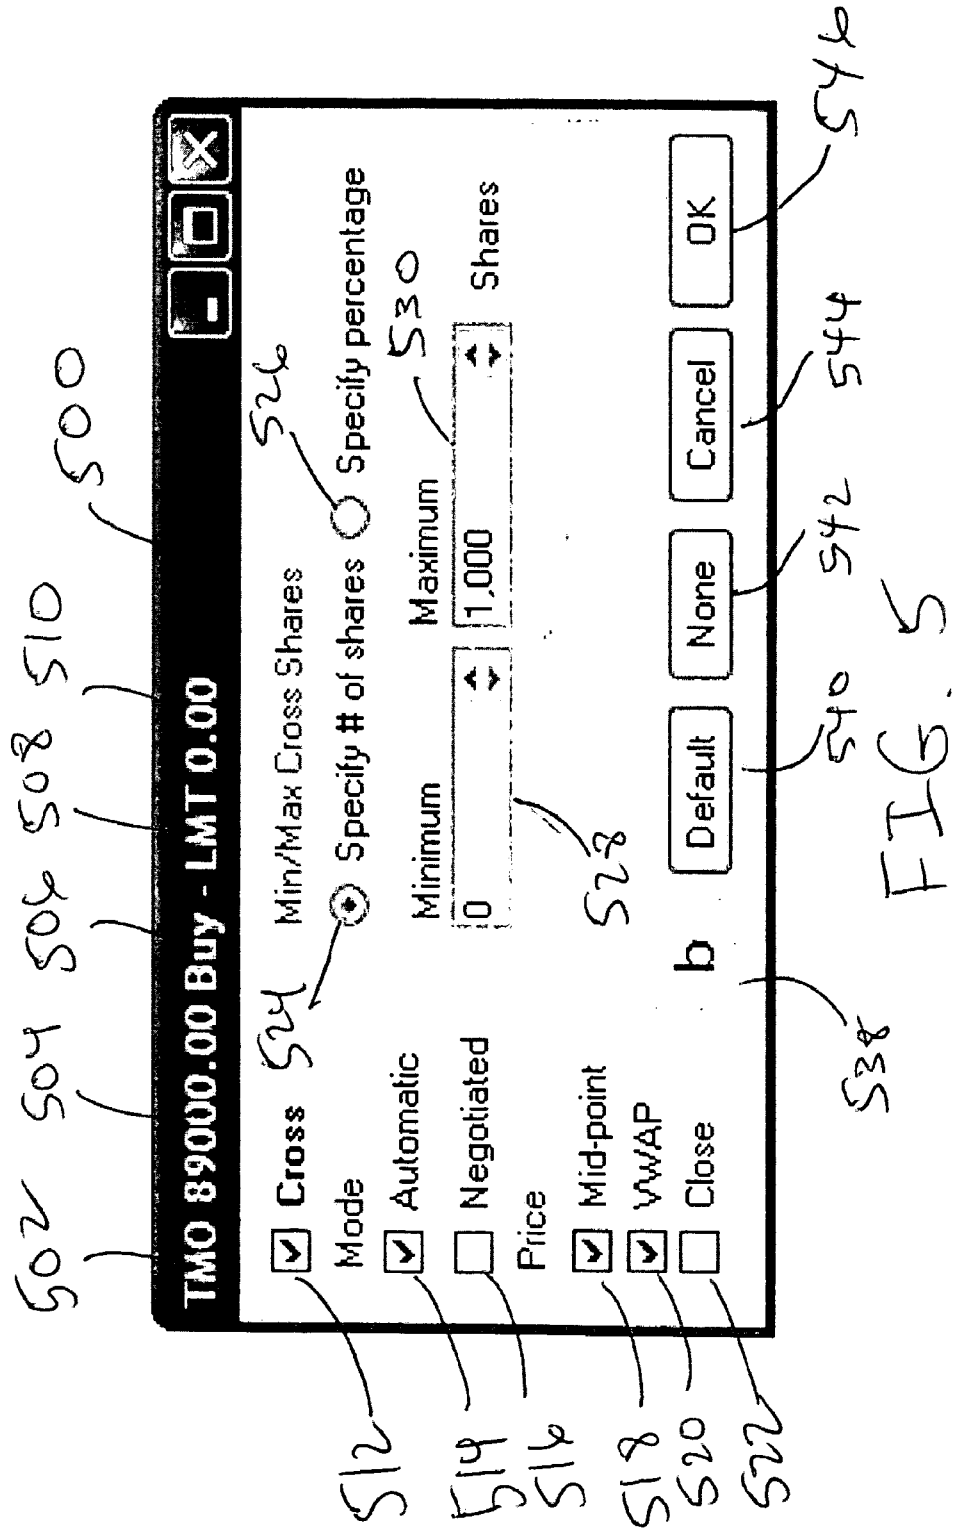 502 504 506 508 510 500
TMO 89000.00 Buy - LMT 0.00
512
Cross
524
Min/Max Cross Shares
526
Mode
Specify # of shares
Specify percentage
514
Automatic
Minimum
Maximum
530
516
Negotiated
0
1,000
Shares
Price
528
518
Mid-point
520
VWAP
522
Close
b
Default
None
Cancel
OK
538
540
542
544
546
FIG. 5